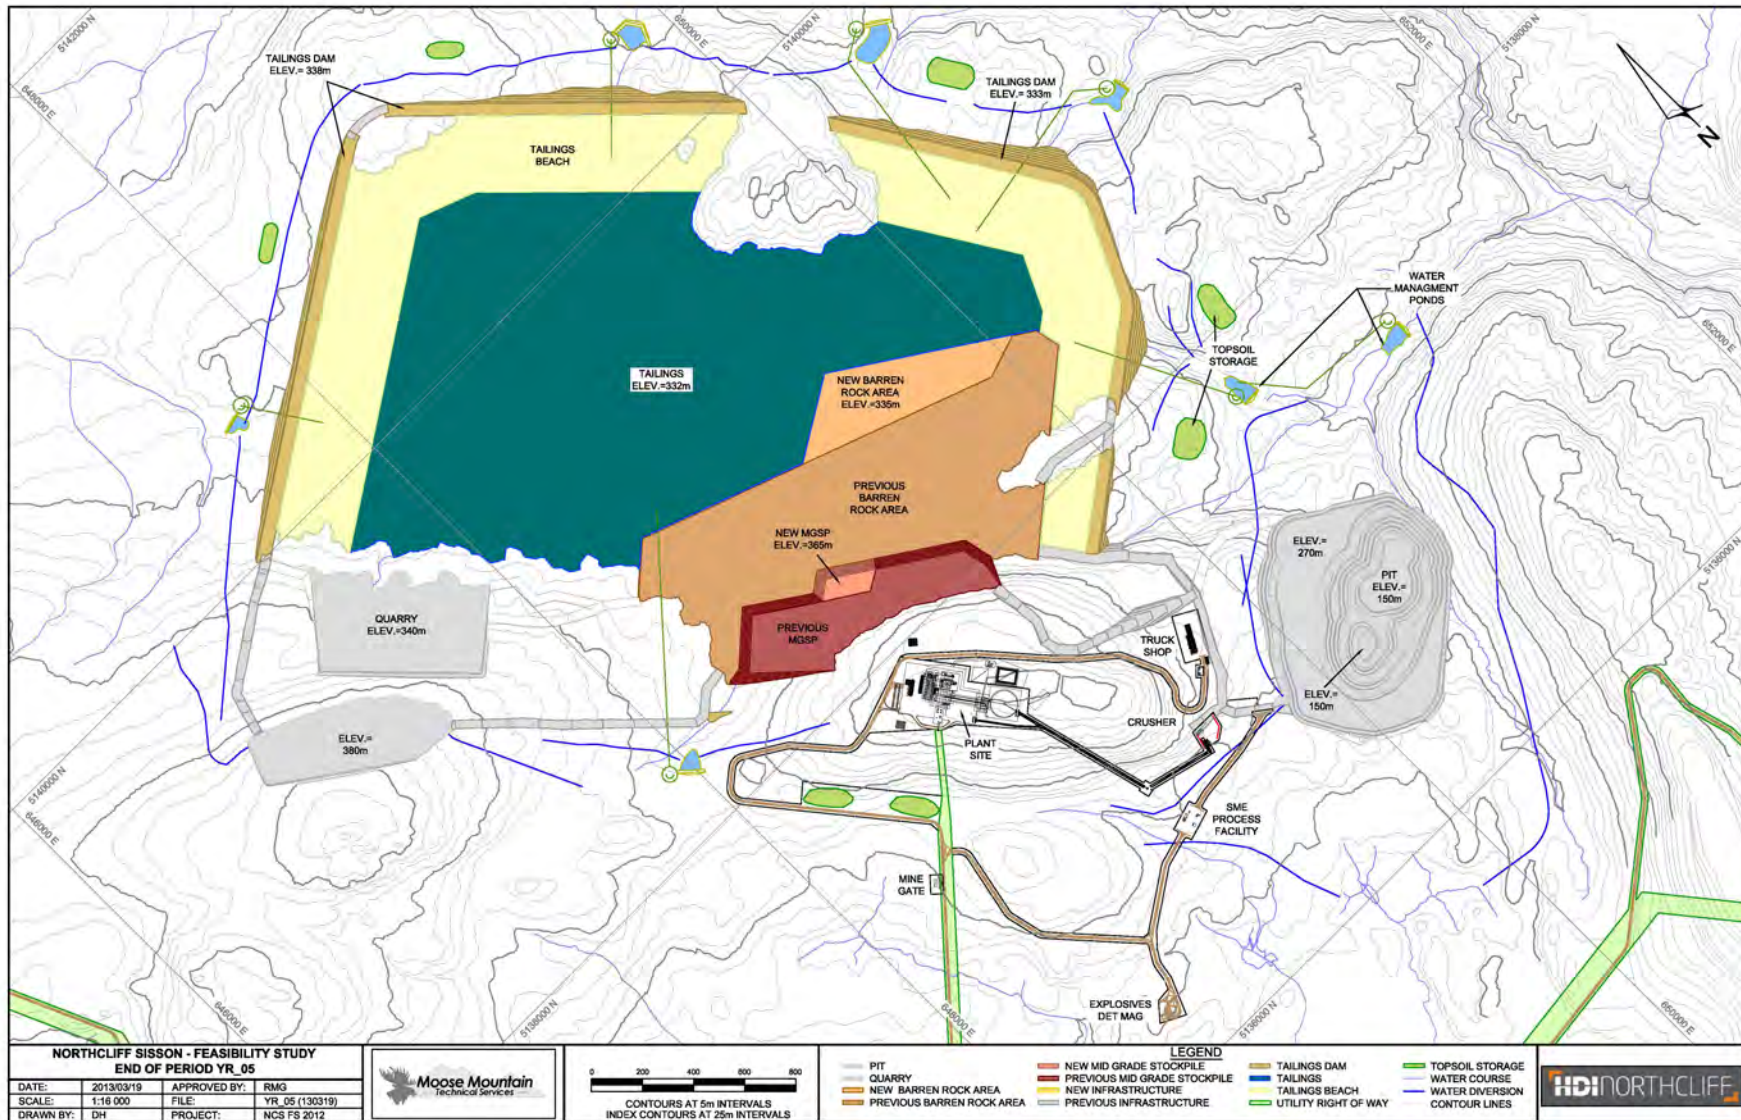 5142000 N
650000 E
5140000 N
652000 E
5138000 N
648000 E
TAILINGS DAM
ELEV.= 338m
TAILINGS DAM
ELEV.= 333m
N
TAILINGS
BEACH
WATER
MANAGMENT
PONDS
652000 E
TOPSOIL
STORAGE
TAILINGS
ELEV.=332m
NEW BARREN
ROCK AREA
ELEV.=335m
PREVIOUS
BARREN
ROCK AREA
NEW MGSP
ELEV.=365m
ELEV.=
270m
PIT
ELEV.=
150m
5136000 N
QUARRY
ELEV.=340m
PREVIOUS
MGSP
TRUCK
SHOP
ELEV.=
150m
CRUSHER
ELEV.=
380m
PLANT
SITE
5140000 N
646000 E
SME
PROCESS
FACILITY
MINE
GATE
EXPLOSIVES
DET MAG
646000 E
5138000 N
648000 E
5136000 N
650000 E
NORTHCLIFF SISSON - FEASIBILITY STUDY
END OF PERIOD YR_05
DATE: 2013/03/19 APPROVED BY: RMG
SCALE: 1:16 000 FILE: YR_05 (130319)
DRAWN BY: DH PROJECT: NCS FS 2012
Moose Mountain
Technical Services
0 200 400 600 800
CONTOURS AT 5m INTERVALS
INDEX CONTOURS AT 25m INTERVALS
LEGEND
PIT
QUARRY
NEW BARREN ROCK AREA
PREVIOUS BARREN ROCK AREA
NEW MID GRADE STOCKPILE
PREVIOUS MID GRADE STOCKPILE
NEW INFRASTRUCTURE
PREVIOUS INFRASTRUCTURE
TAILINGS DAM
TAILINGS
TAILINGS BEACH
UTILITY RIGHT OF WAY
TOPSOIL STORAGE
WATER COURSE
WATER DIVERSION
CONTOUR LINES
HDINORTHCLIFF